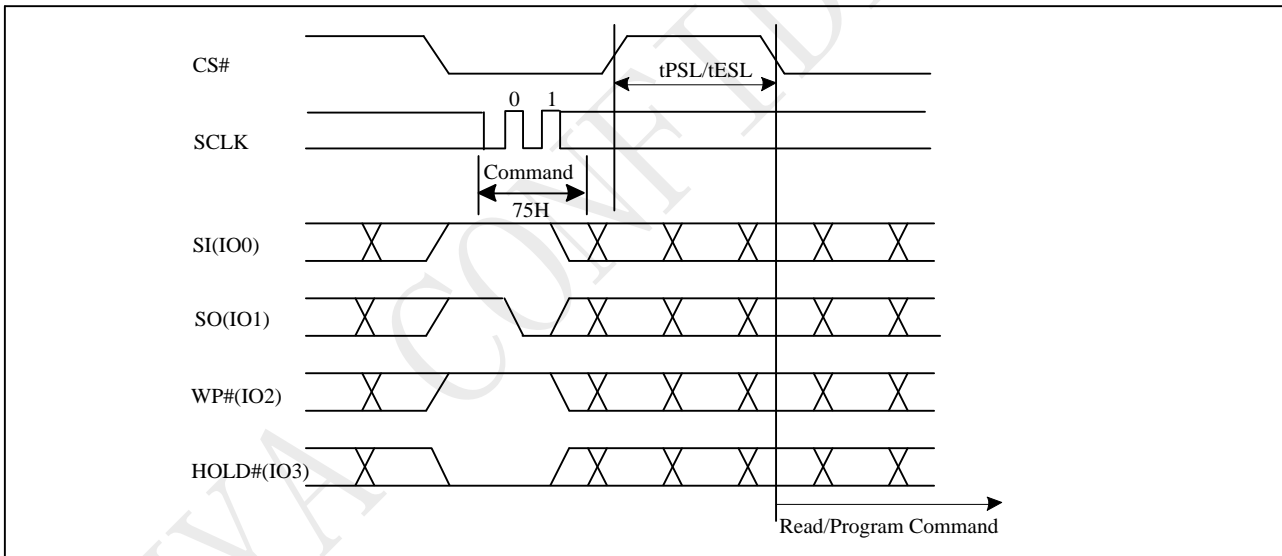 CS#
tPSL/tESL
0 1
SCLK
Command
75H
SI(IO0)
SO(IO1)
WP#(IO2)
HOLD#(IO3)
Read/Program Command